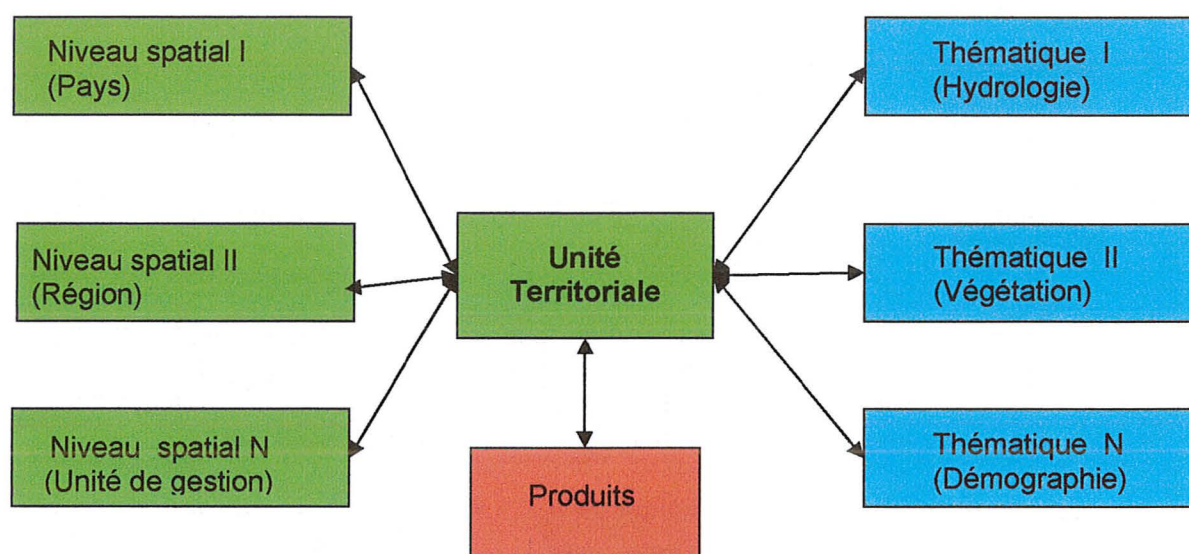 Niveau spatial I
(Pays)
Thématique I
(Hydrologie)
Niveau spatial II
(Région)
Unité
Territoriale
Thématique II
(Végétation)
Niveau spatial N
(Unité de gestion)
Produits
Thématique N
(Démographie)